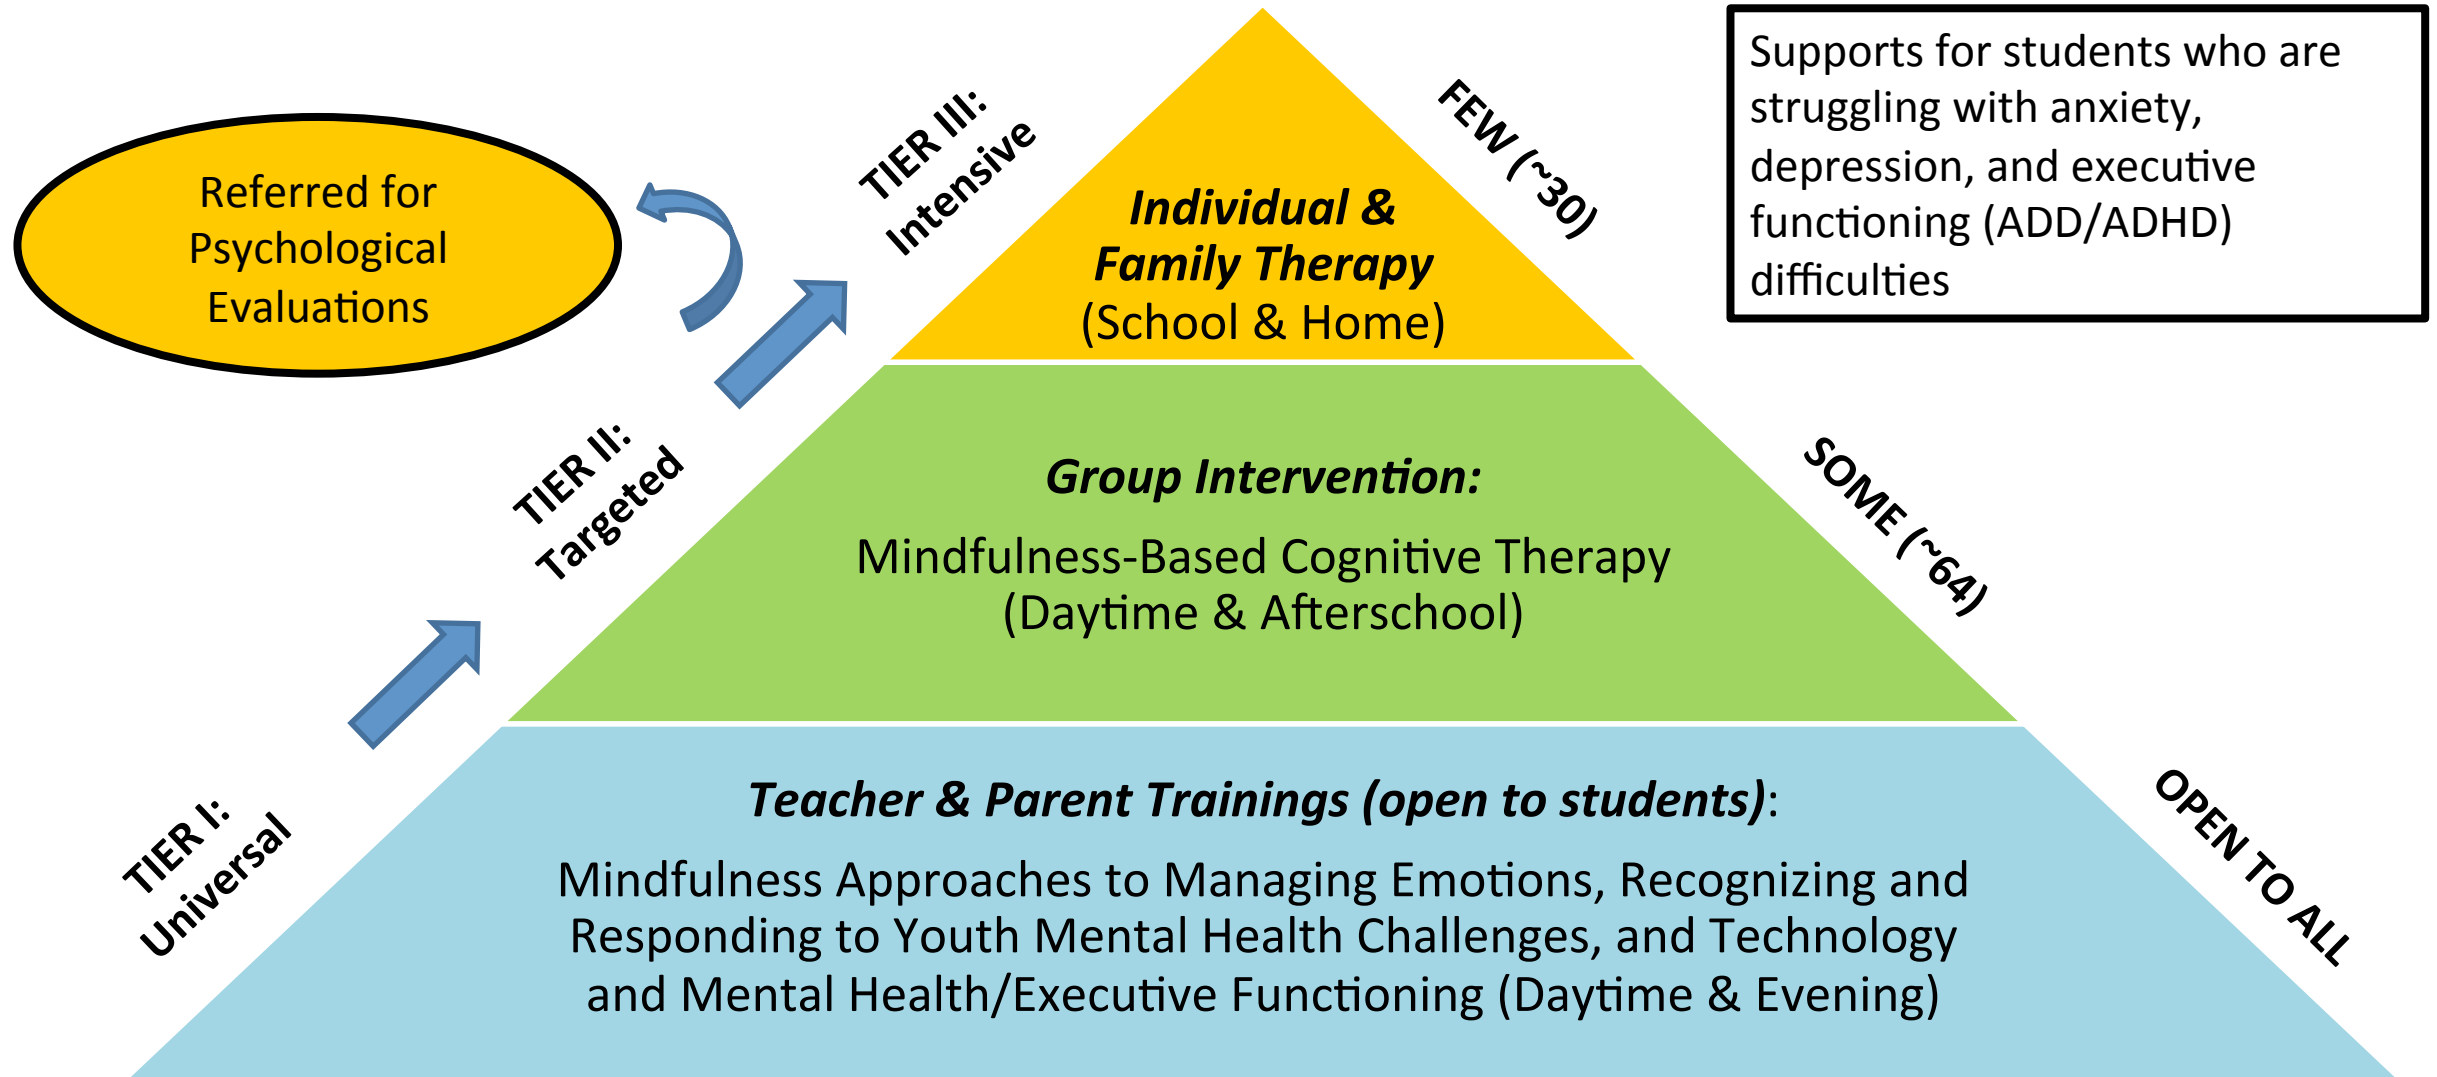 Supports for students who are
struggling with anxiety,
depression, and executive
functioning (ADD/ADHD)
difficulties
Referred for
Psychological
Evaluations
TIER III:
Intensive
FEW (~30)
Individual &
Family Therapy
(School & Home)
TIER II:
Targeted
SOME (~64)
Group Intervention:
Mindfulness-Based Cognitive Therapy
(Daytime & Afterschool)
TIER I:
Universal
OPEN TO ALL
Teacher & Parent Trainings (open to students):
Mindfulness Approaches to Managing Emotions, Recognizing and
Responding to Youth Mental Health Challenges, and Technology
and Mental Health/Executive Functioning (Daytime & Evening)